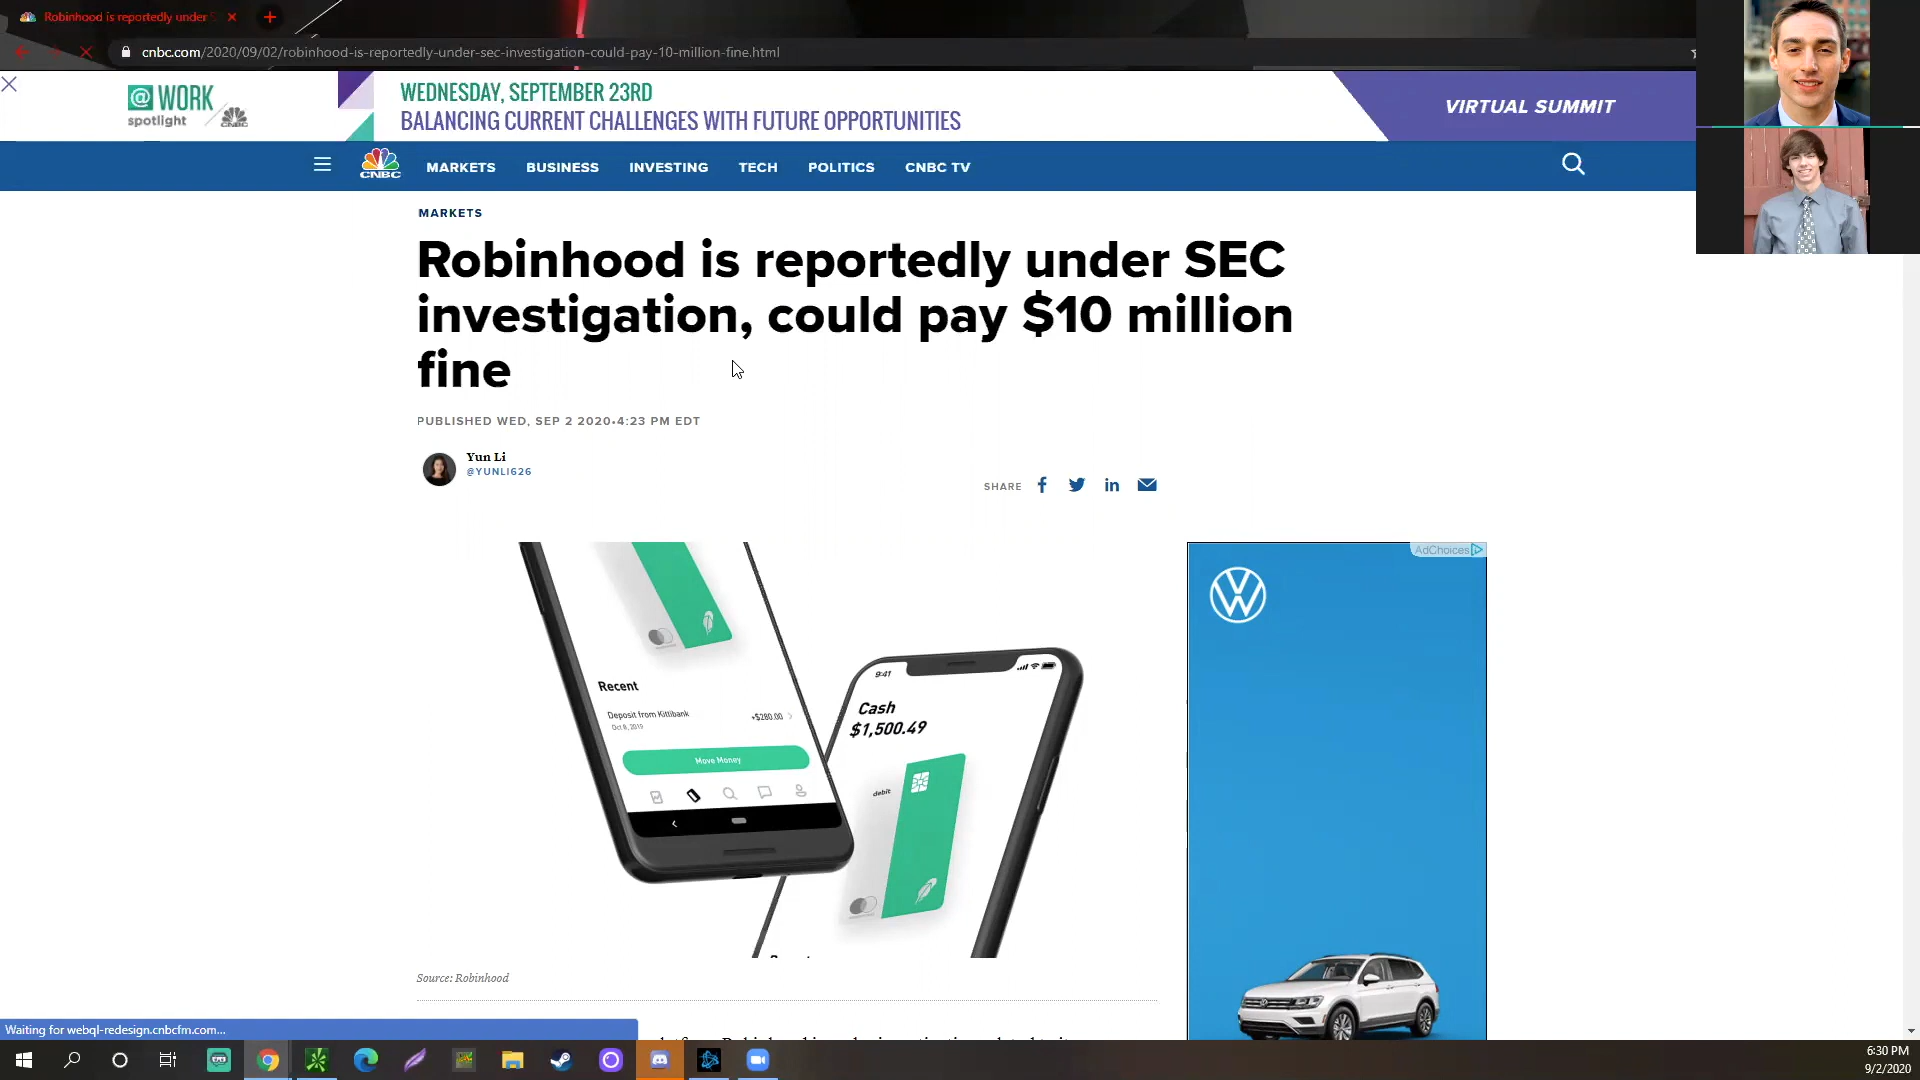 Robinhood is reportedly under
cnbc.com/2020/09/02/robinhood-is-reportedly-under-sec-investigation-could-pay-10-million-fine.html
@ WORK
spotlight
CNBC
WEDNESDAY, SEPTEMBER 23RD
BALANCING CURRENT CHALLENGES WITH FUTURE OPPORTUNITIES
VIRTUAL SUMMIT
CNBC
MARKETS BUSINESS INVESTING TECH POLITICS CNBC TV
MARKETS
Robinhood is reportedly under SEC
investigation, could pay $10 million
fine
PUBLISHED WED, SEP 2 2020•4:23 PM EDT
Yun Li
@YUNLI626
SHARE
AdChoices
Recent
Deposit from Kittibank
+$280.00
Oct 8, 2019
Move Money
9:41
Cash
$1,500.49
debit
Source: Robinhood
Waiting for webql-redesign.cnbcfm.com...
6:30 PM
9/2/2020